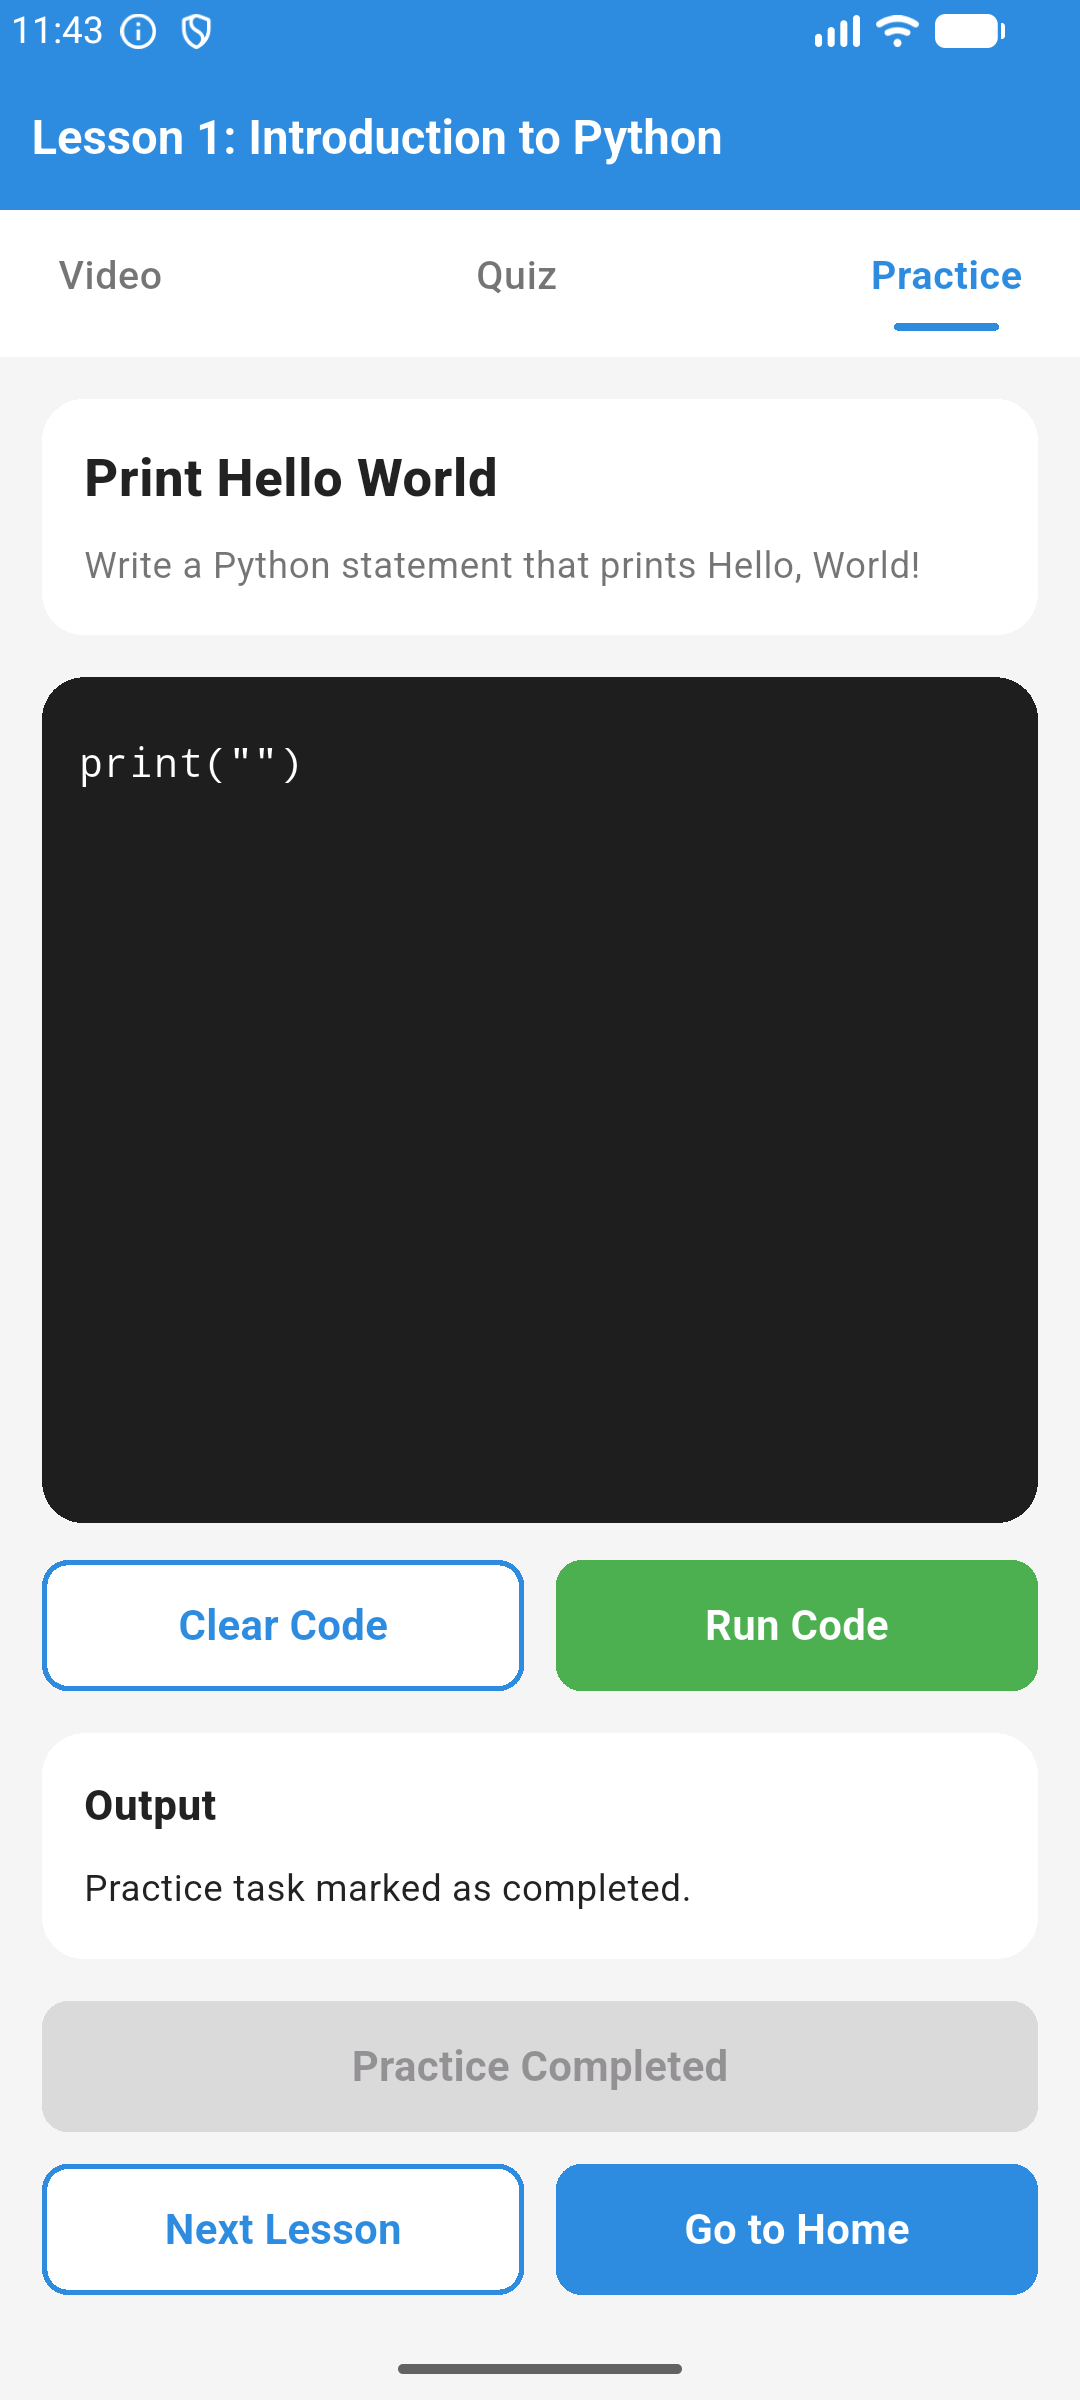 11:43
Lesson 1: Introduction to Python
Video Quiz Practice
Print Hello World
Write a Python statement that prints Hello, World!
print("")
Clear Code Run Code
Output
Practice task marked as completed.
Practice Completed
Next Lesson Go to Home